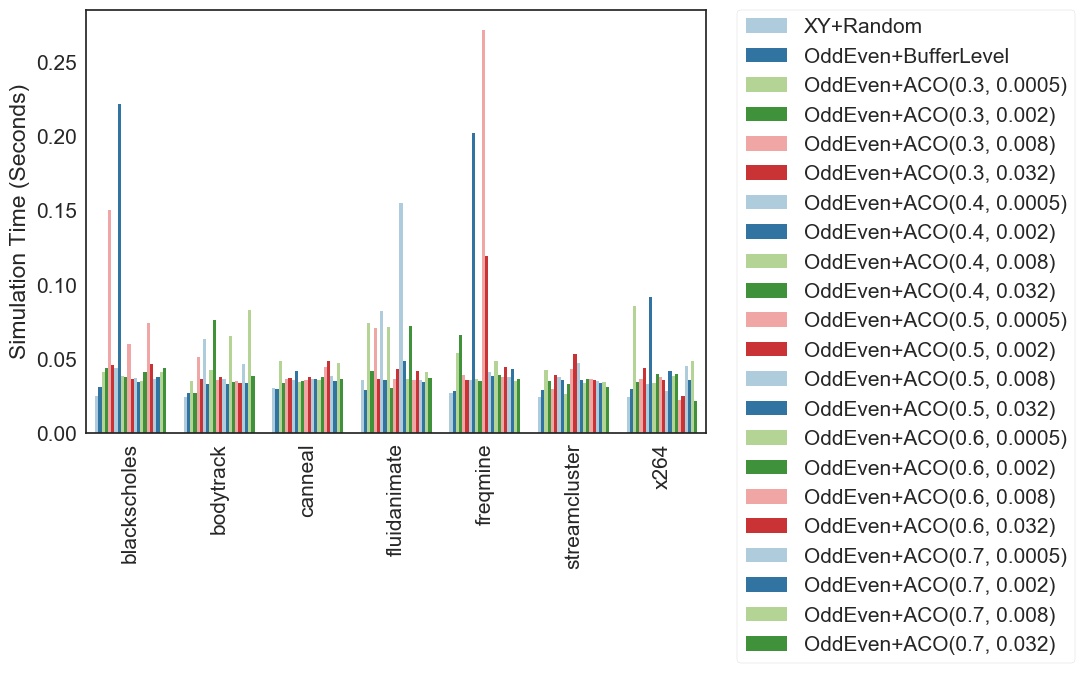 Simulation Time (Seconds)
0.25
0.20
0.15
0.10
0.05
0.00
blackscholes
bodytrack
canneal
fluidanimate
freqmine
streamcluster
x264
XY+Random
OddEven+BufferLevel
OddEven+ACO(0.3, 0.0005)
OddEven+ACO(0.3, 0.002)
OddEven+ACO(0.3, 0.008)
OddEven+ACO(0.3, 0.032)
OddEven+ACO(0.4, 0.0005)
OddEven+ACO(0.4, 0.002)
OddEven+ACO(0.4, 0.008)
OddEven+ACO(0.4, 0.032)
OddEven+ACO(0.5, 0.0005)
OddEven+ACO(0.5, 0.002)
OddEven+ACO(0.5, 0.008)
OddEven+ACO(0.5, 0.032)
OddEven+ACO(0.6, 0.0005)
OddEven+ACO(0.6, 0.002)
OddEven+ACO(0.6, 0.008)
OddEven+ACO(0.6, 0.032)
OddEven+ACO(0.7, 0.0005)
OddEven+ACO(0.7, 0.002)
OddEven+ACO(0.7, 0.008)
OddEven+ACO(0.7, 0.032)